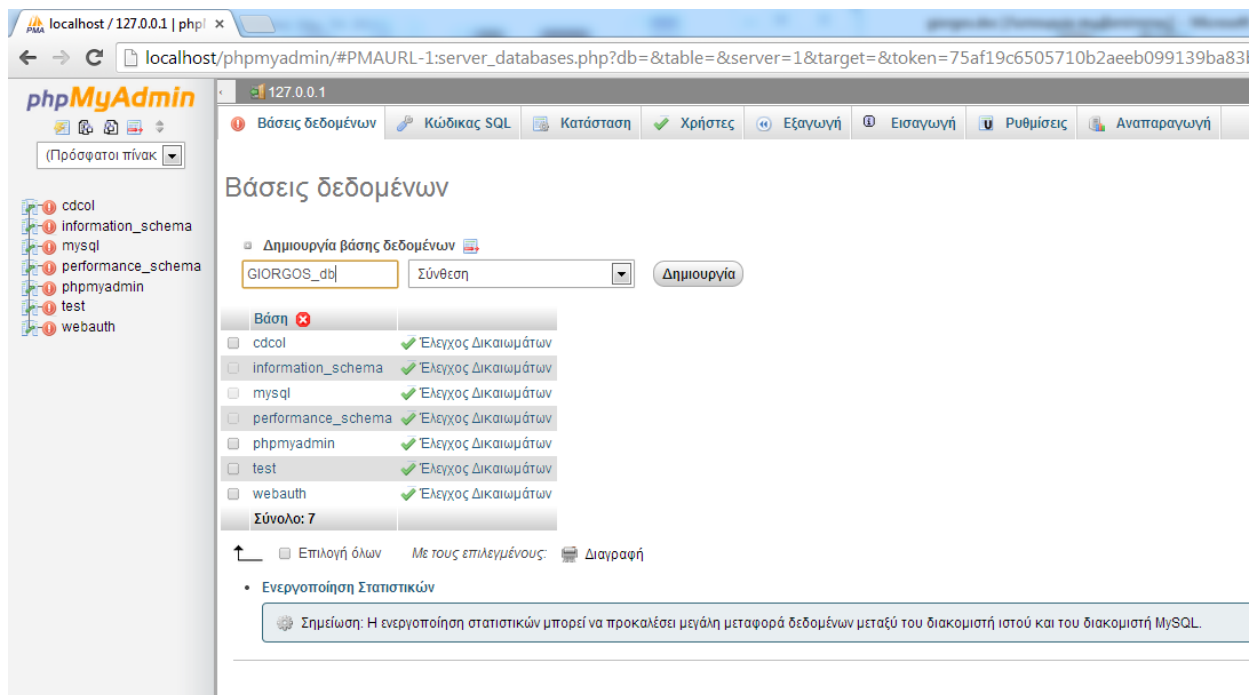 localhost / 127.0.0.1 | phpl
localhost/phpmyadmin/#PMAURL-1:server_databases.php?db=&table=&server=1&target=&token=75af19c6505710b2aeeb099139ba83
phpMyAdmin
(Πρόσφατοι πίνακ
cdcol
information_schema
mysql
performance_schema
phpmyadmin
test
webauth
127.0.0.1
Βάσεις δεδομένων Κώδικας SQL Κατάσταση Χρήστες Εξαγωγή Εισαγωγή Ρυθμίσεις Αναπαραγωγή
Βάσεις δεδομένων
Δημιουργία βάσης δεδομένων
GIORGOS_db Σύνθεση Δημιουργία
Βάση
cdcol Έλεγχος Δικαιωμάτων
information_schema Έλεγχος Δικαιωμάτων
mysql Έλεγχος Δικαιωμάτων
performance_schema Έλεγχος Δικαιωμάτων
phpmyadmin Έλεγχος Δικαιωμάτων
test Έλεγχος Δικαιωμάτων
webauth Έλεγχος Δικαιωμάτων
Σύνολο: 7
Επιλογή όλων Με τους επιλεγμένους: Διαγραφή
• Ενεργοποίηση Στατιστικών
Σημείωση: Η ενεργοποίηση στατιστικών μπορεί να προκαλέσει μεγάλη μεταφορά δεδομένων μεταξύ του διακομιστή ιστού και του διακομιστή MySQL.